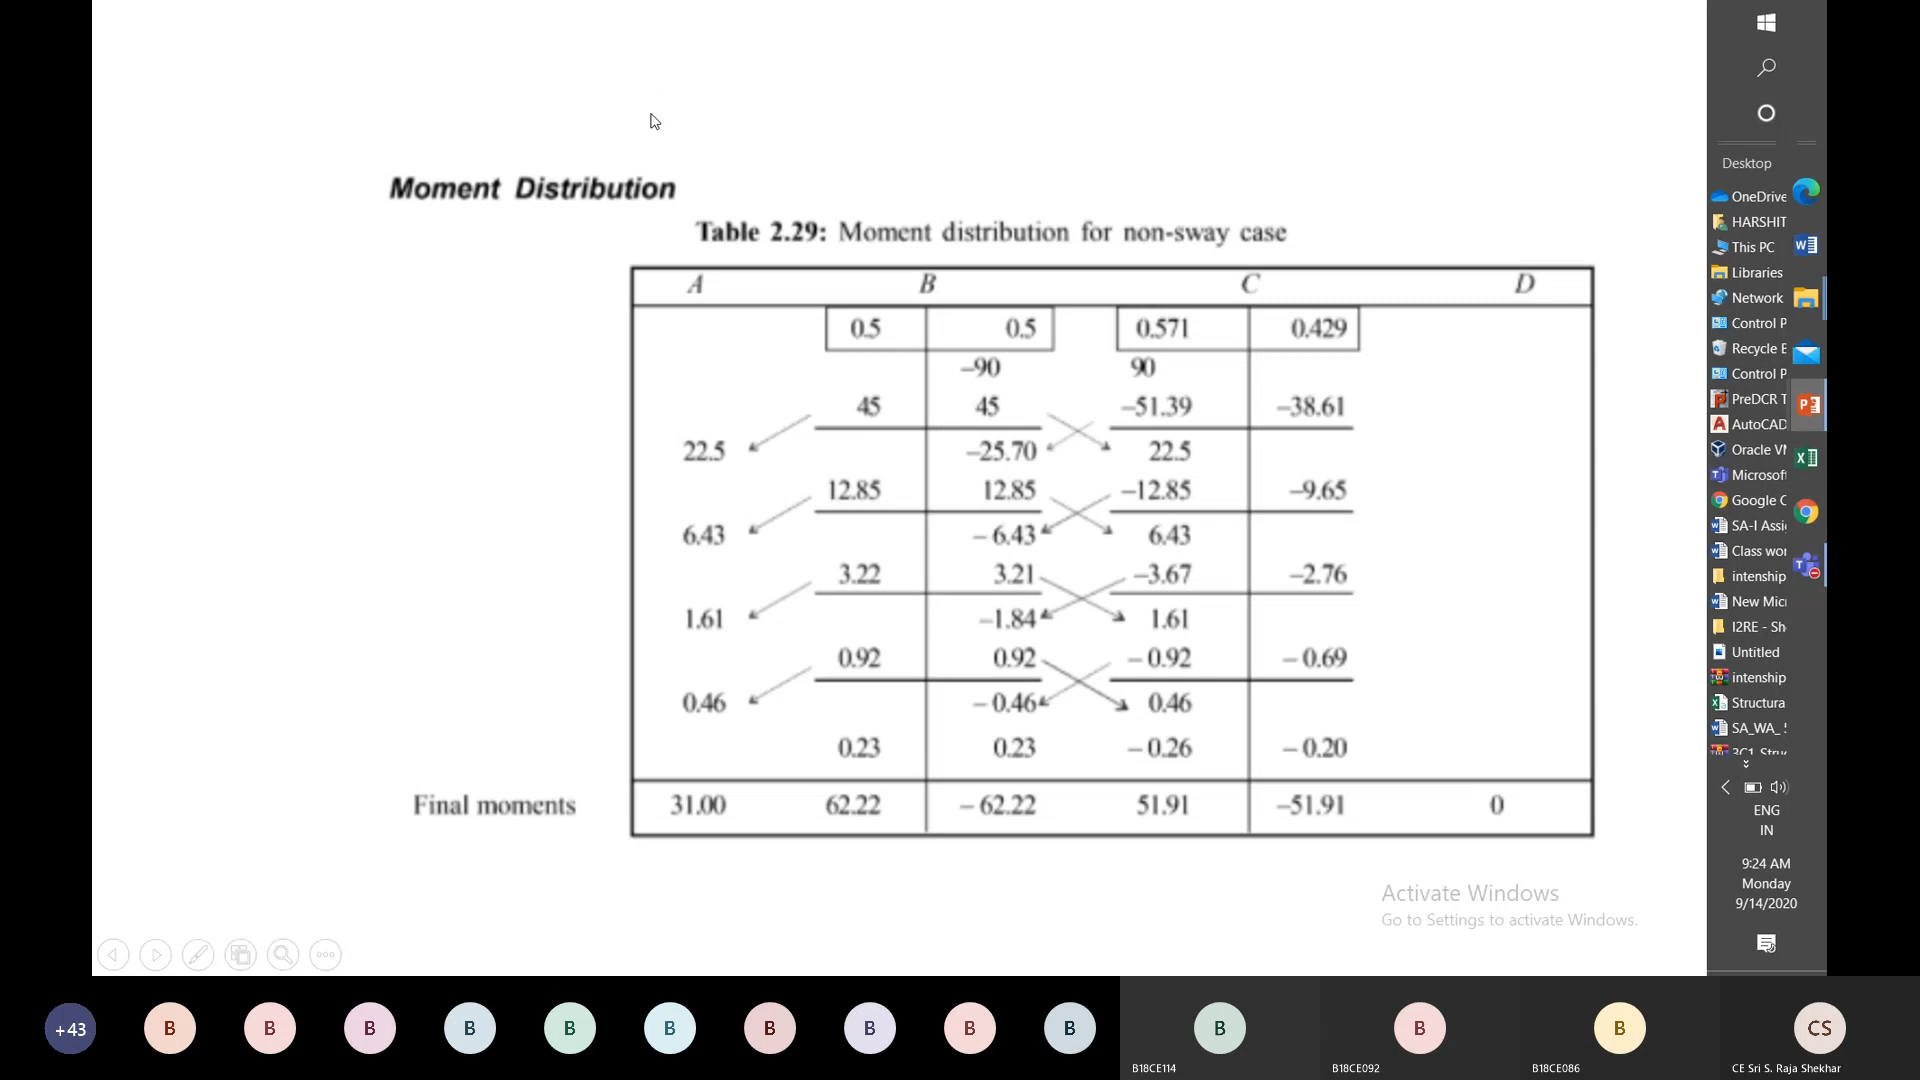 Moment Distribution
Table 2.29: Moment distribution for non-sway case
A B C D
0.5 0.5 0.571 0.429
–90 90
45 45 –51.39 –38.61
22.5 –25.70 22.5
12.85 12.85 –12.85 –9.65
6.43 – 6.43 6.43
3.22 3.21 –3.67 –2.76
1.61 –1.84 1.61
0.92 0.92 – 0.92 – 0.69
0.46 – 0.46 0.46
0.23 0.23 – 0.26 – 0.20
Final moments 31.00 62.22 – 62.22 51.91 –51.91 0
Activate Windows
Go to Settings to activate Windows.
Desktop
OneDrive
HARSHIT
This PC
Libraries
Network
Control P
Recycle E
Control P
PreDCR T
AutoCAD
Oracle VM
Microsoft
Google C
SA-I Assi
Class wor
intenship
New Micr
I2RE - Sh
Untitled
intenship
Structura
SA_WA_
3C1 Stru
ENG
IN
9:24 AM
Monday
9/14/2020
+43 B B B B B B B B B B B B B CS
B18CE114 B18CE092 B18CE086 CE Sri S. Raja Shekhar